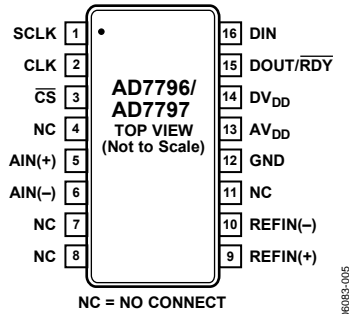 SCLK 1 16 DIN
CLK 2 15 DOUT/R̅D̅Y̅
C̅S̅ 3 14 DVDD
NC 4 13 AVDD
AIN(+) 5 12 GND
AIN(–) 6 11 NC
NC 7 10 REFIN(–)
NC 8 9 REFIN(+)
AD7796/
AD7797
TOP VIEW
(Not to Scale)
NC = NO CONNECT
06083-005